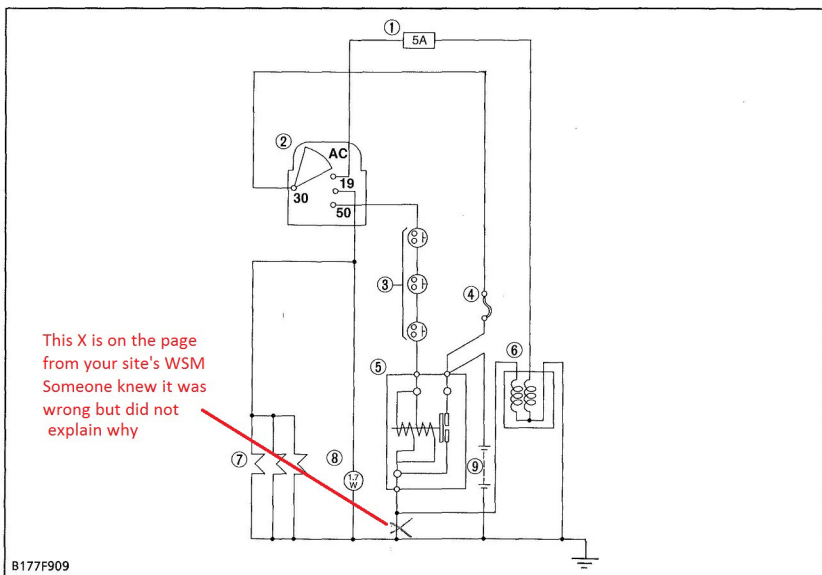 ①
5A
②
AC
19
30
50
③
④
This X is on the page
from your site's WSM
Someone knew it was
wrong but did not
explain why
⑤
⑥
⑦
⑧
1.7
W
⑨
B177F909